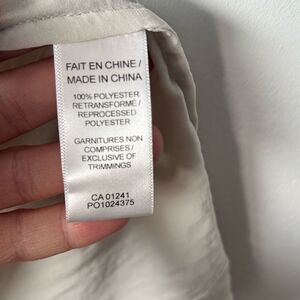 FAIT EN CHINE /
MADE IN CHINA
100% POLYESTER
RETRANSFORMÉ /
REPROCESSED
POLYESTER
GARNITURES NON
COMPRISES /
EXCLUSIVE OF
TRIMMINGS
CA 01241
PO1024375